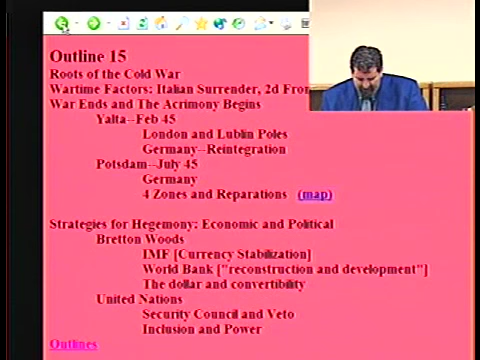 Outline 15
Roots of the Cold War
Wartime Factors: Italian Surrender, 2d Fron
War Ends and The Acrimony Begins
Yalta--Feb 45
London and Lublin Poles
Germany--Reintegration
Potsdam--July 45
Germany
4 Zones and Reparations (map)
Strategies for Hegemony: Economic and Political
Bretton Woods
IMF [Currency Stabilization]
World Bank ["reconstruction and development"]
The dollar and convertibility
United Nations
Security Council and Veto
Inclusion and Power
Outlines